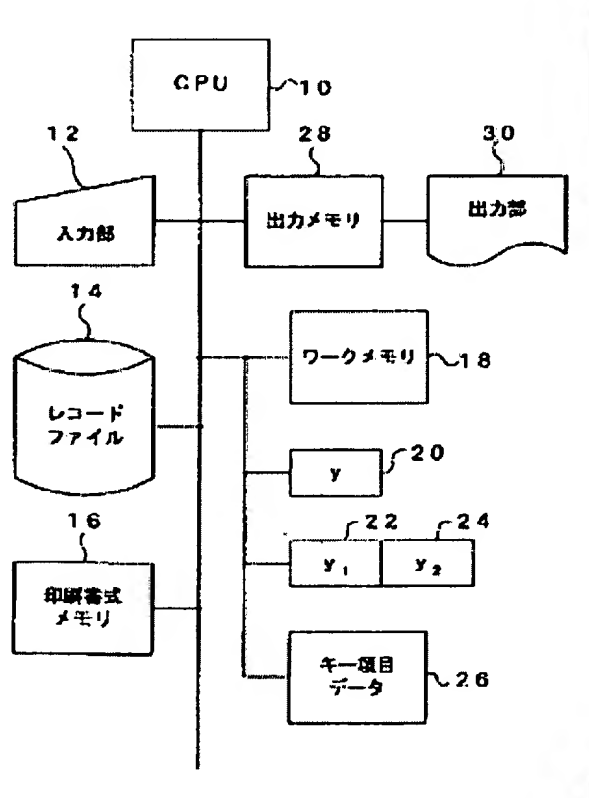 CPU
10
12
28
30
入力部
出力メモリ
出力部
14
ワークメモリ
18
レコード
ファイル
y
20
16
22
24
y₁
y₂
印刷書式
メモリ
キー項目
データ
26